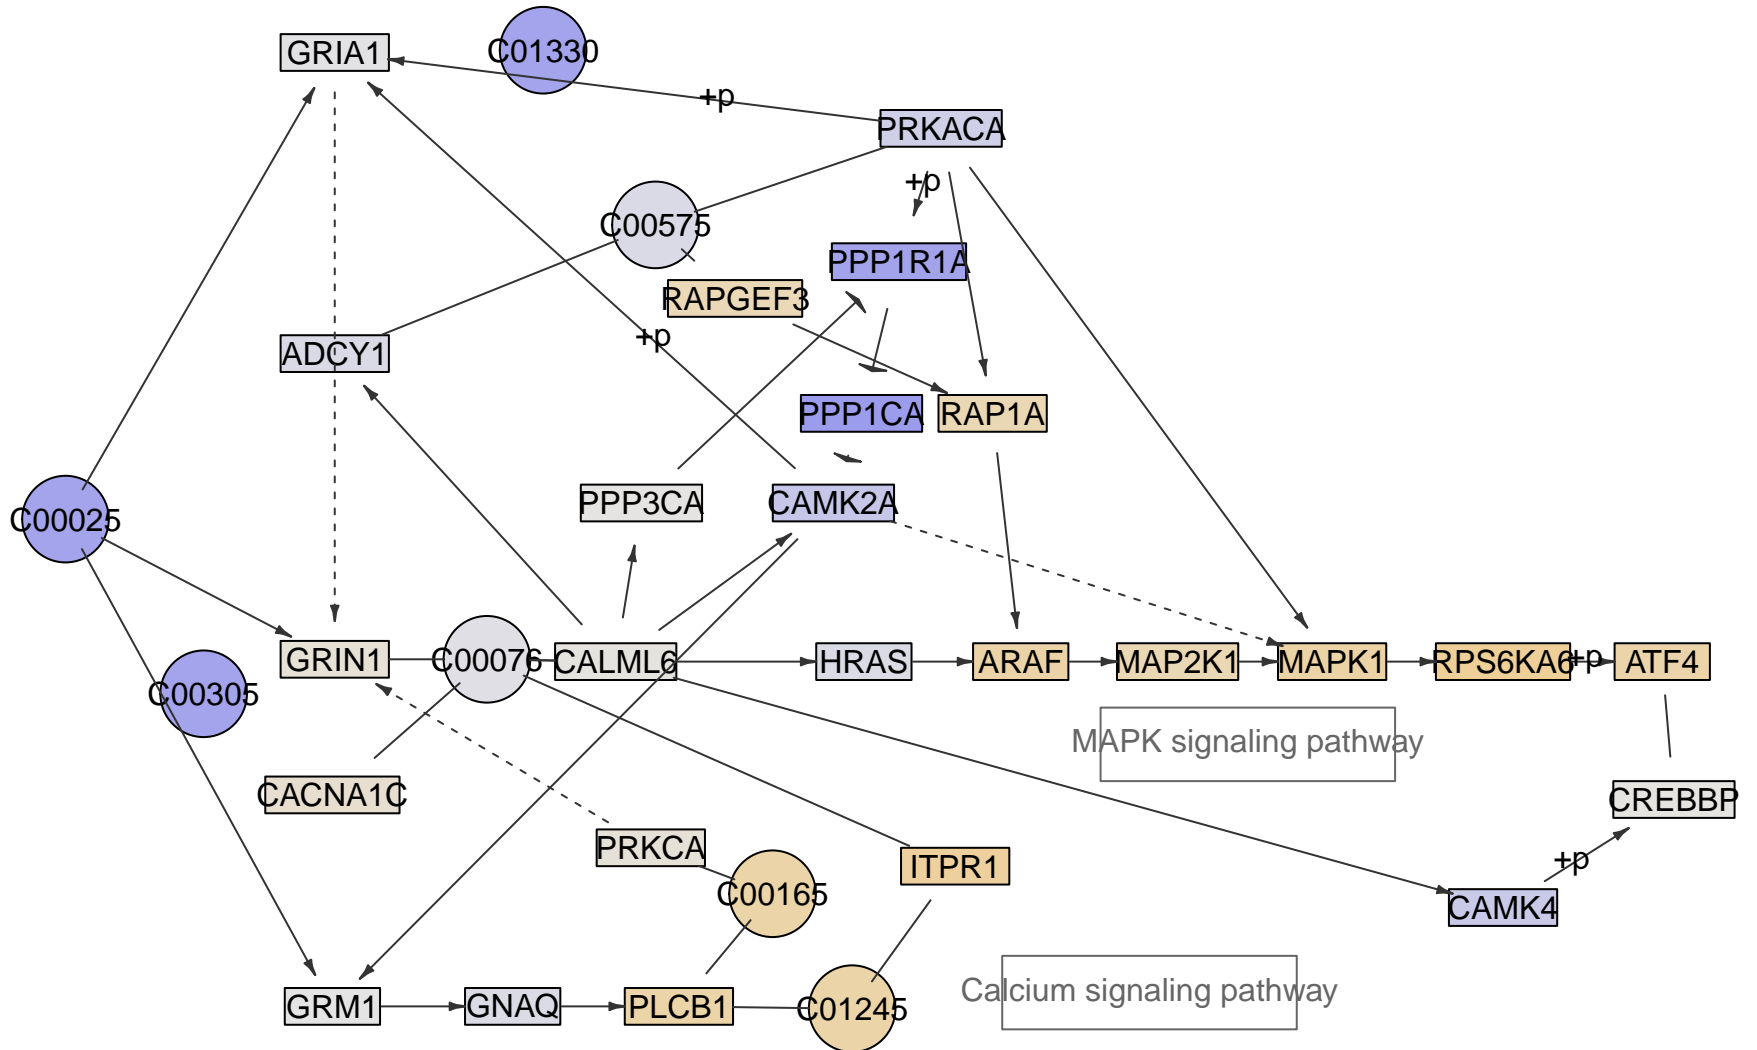 GRIA1
C01330
+p
PRKACA
+p
C00575
PPP1R1A
RAPGEF3
+p
ADCY1
PPP1CA
RAP1A
PPP3CA
CAMK2A
C00025
GRIN1
C00076
CALML6
HRAS
ARAF
MAP2K1
MAPK1
RPS6KA6
+p
ATF4
C00305
MAPK signaling pathway
CACNA1C
CREBBP
PRKCA
ITPR1
+p
C00165
CAMK4
Calcium signaling pathway
GRM1
GNAQ
PLCB1
C01245